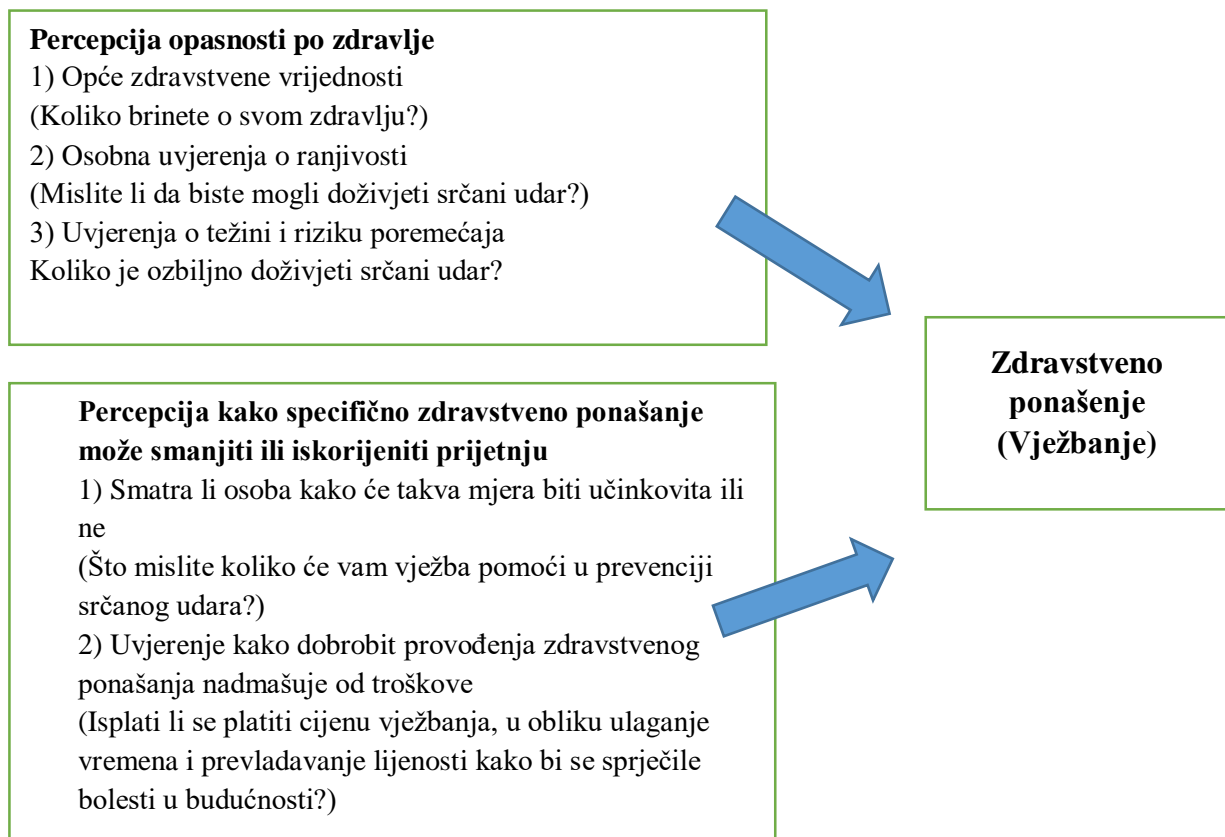 Percepcija opasnosti po zdravlje
1) Opće zdravstvene vrijednosti
(Koliko brinete o svom zdravlju?)
2) Osobna uvjerenja o ranjivosti
(Mislite li da biste mogli doživjeti srčani udar?)
3) Uvjerenja o težini i riziku poremećaja
Koliko je ozbiljno doživjeti srčani udar?
Percepcija kako specifično zdravstveno ponašanje
može smanjiti ili iskorijeniti prijetnju
1) Smatra li osoba kako će takva mjera biti učinkovita ili
ne
(Što mislite koliko će vam vježba pomoći u prevenciji
srčanog udara?)
2) Uvjerenje kako dobrobit provođenja zdravstvenog
ponašanja nadmašuje od troškove
(Isplati li se platiti cijenu vježbanja, u obliku ulaganje
vremena i prevladavanje lijenosti kako bi se spriječile
bolesti u budućnosti?)
Zdravstveno
ponašenje
(Vježbanje)